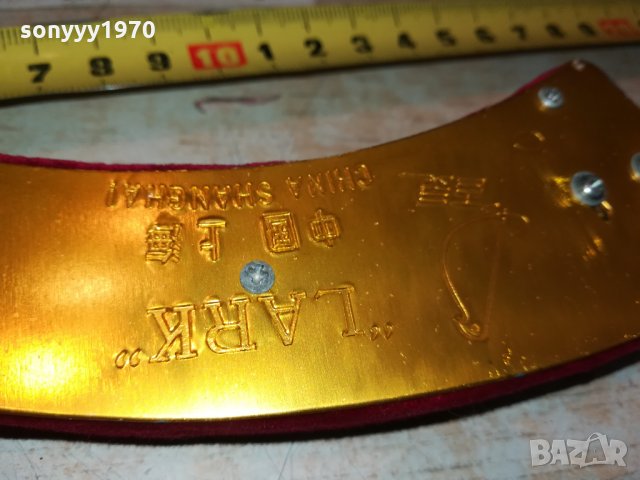 sonyyy1970
7 8 9 10 1 2 3 4 5 6 7 8 9 20
"LARK"
中国上海
CHINA SHANGHAI
BAZAR